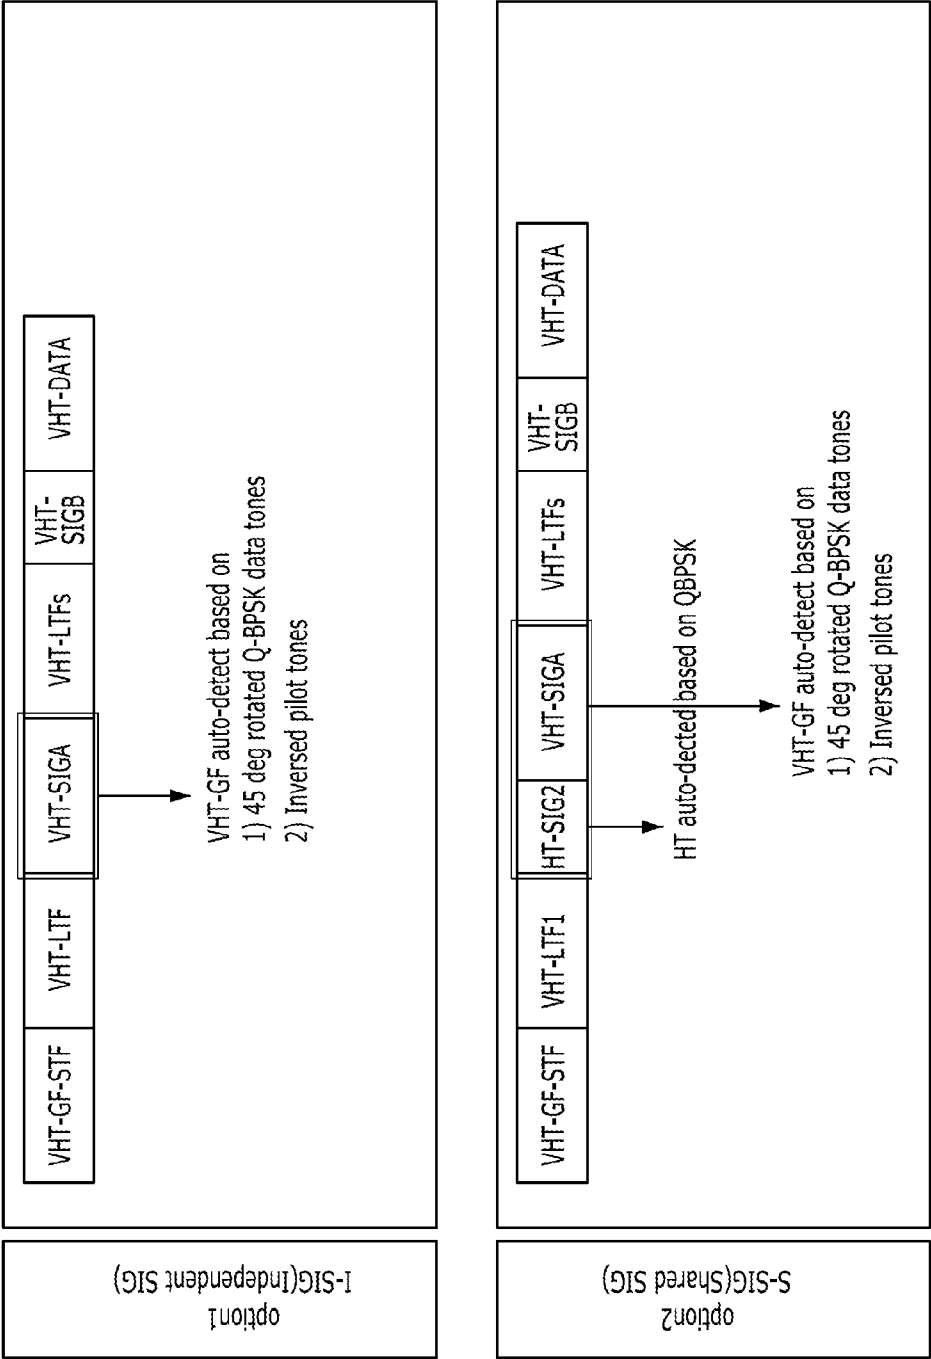 option1
I-SIG(Independent SIG)
VHT-GF-STF
VHT-LTF
VHT-SIGA
VHT-LTFs
VHT-
SIGB
VHT-DATA
VHT-GF auto-detect based on
1) 45 deg rotated Q-BPSK data tones
2) Inversed pilot tones
option2
S-SIG(Shared SIG)
VHT-GF-STF
VHT-LTF1
HT-SIG2
VHT-SIGA
VHT-LTFs
VHT-
SIGB
VHT-DATA
HT auto-dected based on QBPSK
VHT-GF auto-detect based on
1) 45 deg rotated Q-BPSK data tones
2) Inversed pilot tones